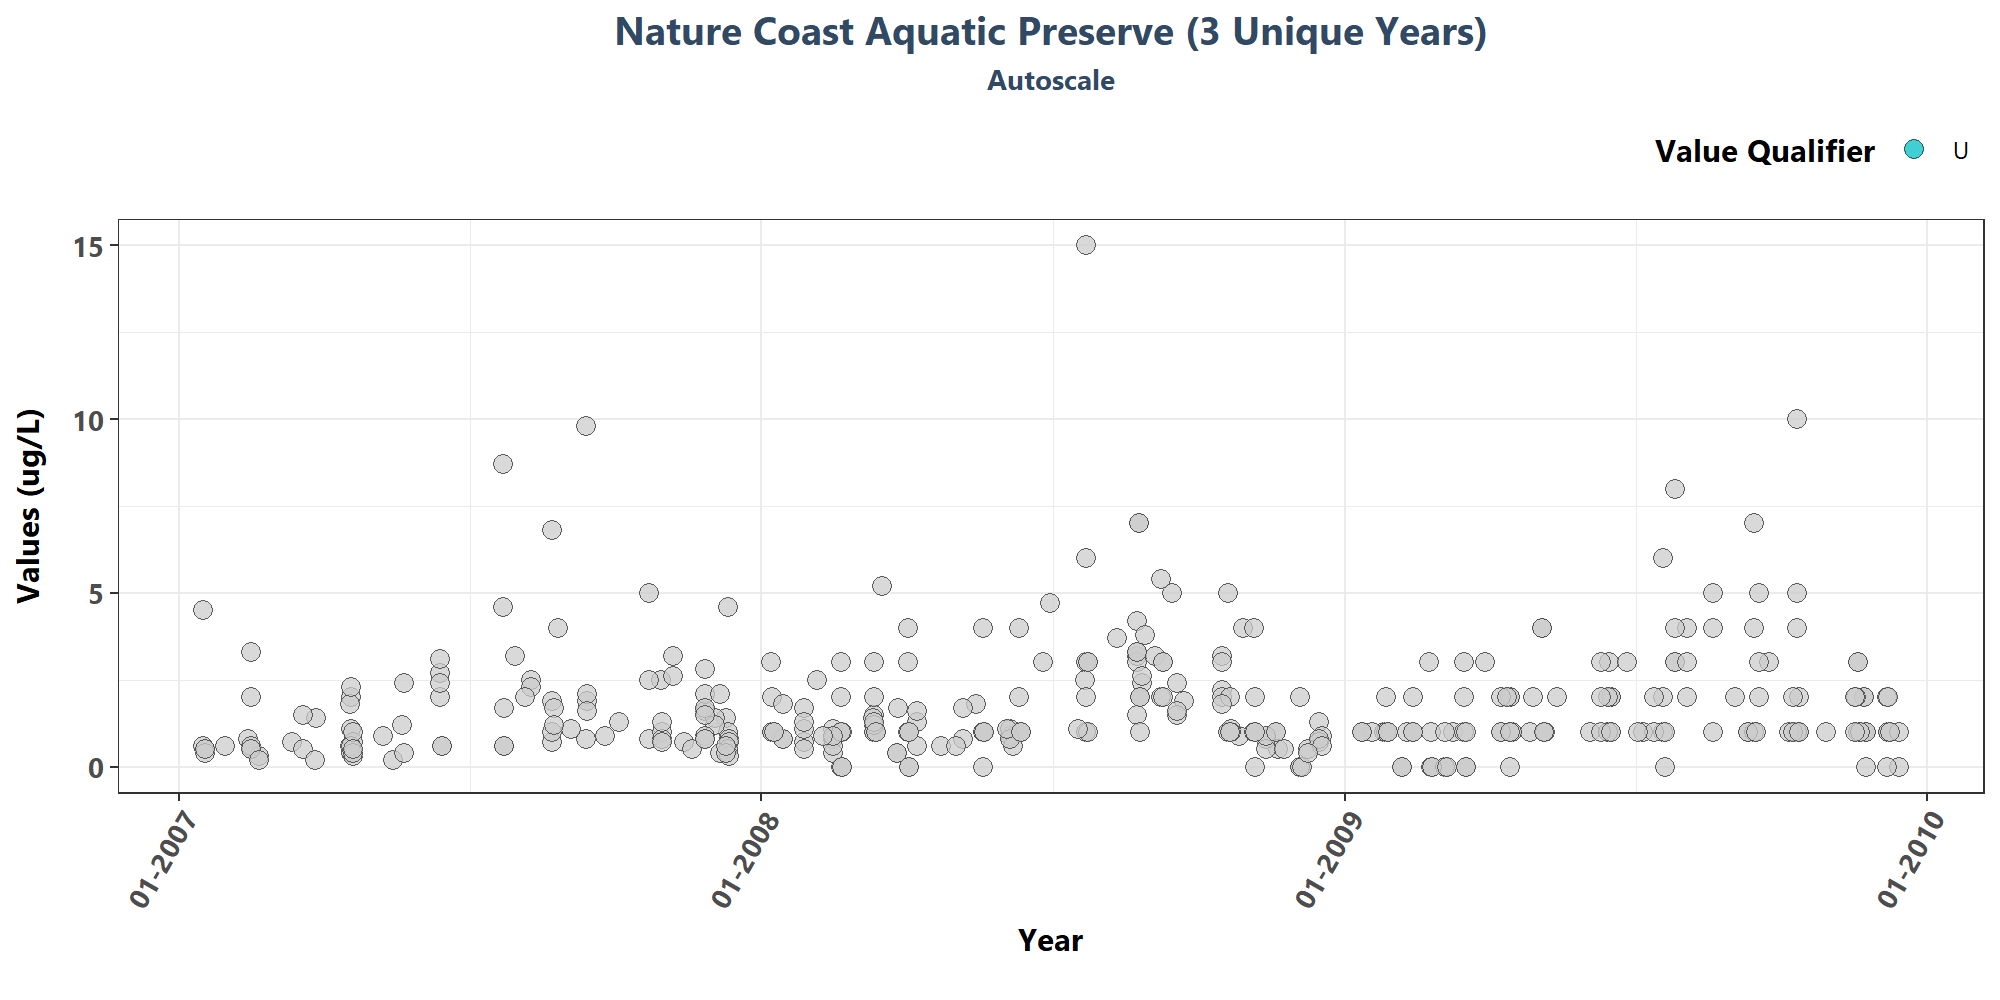 Nature Coast Aquatic Preserve (3 Unique Years)
Autoscale
Value Qualifier U
Values (ug/L)
15
10
5
0
01-2007 01-2008 01-2009 01-2010
Year